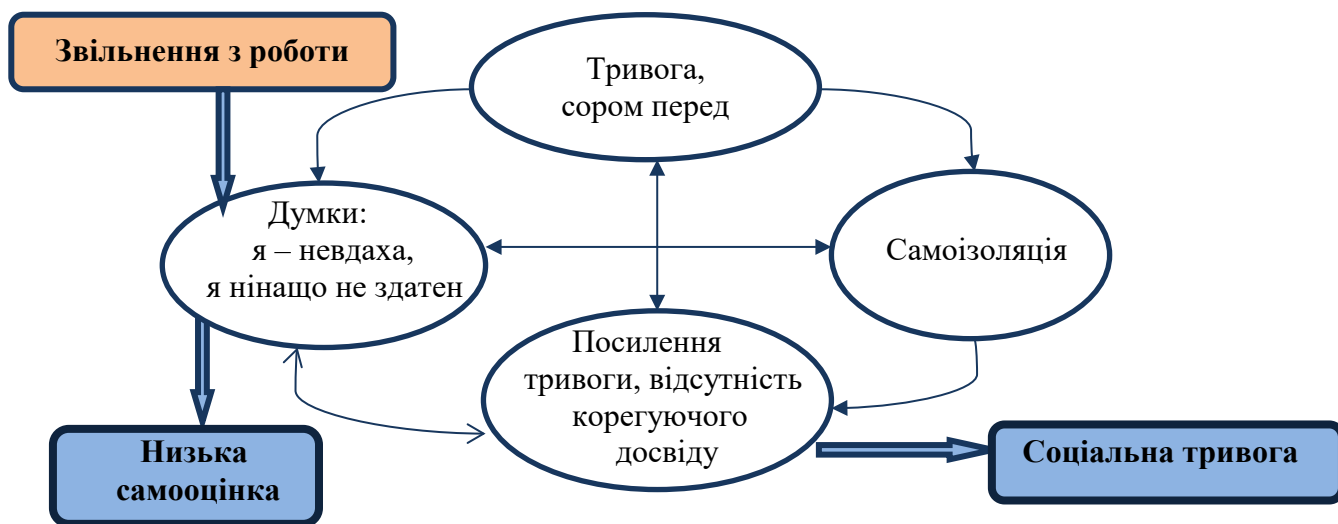 Звільнення з роботи
Тривога,
сором перед
Думки:
я – невдаха,
я нінащо не здатен
Самоізоляція
Посилення
тривоги, відсутність
корегуючого
досвіду
Низька
самооцінка
Соціальна тривога